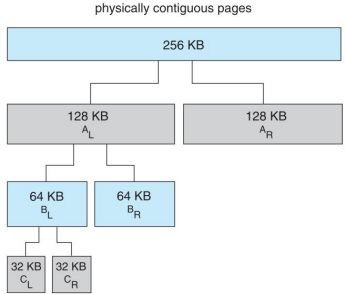 physically contiguous pages
256 KB
128 KB
A_L
128 KB
A_R
64 KB
B_L
64 KB
B_R
32 KB
C_L
32 KB
C_R